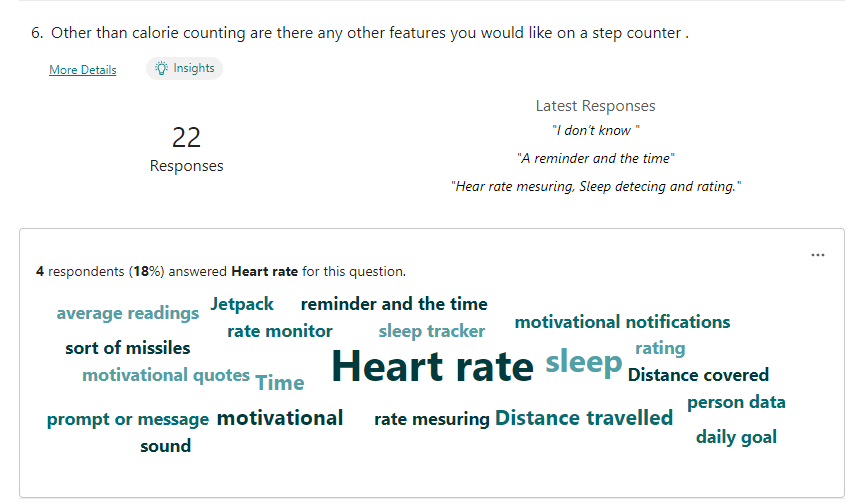 6. Other than calorie counting are there any other features you would like on a step counter .
More Details
Insights
22
Responses
Latest Responses
"I don't know "
"A reminder and the time"
"Hear rate mesuring, Sleep detecing and rating."
...
4 respondents (18%) answered Heart rate for this question.
average readings Jetpack reminder and the time
rate monitor sleep tracker motivational notifications
sort of missiles Heart rate sleep rating
motivational quotes Time Distance covered
person data
prompt or message motivational rate mesuring Distance travelled
sound daily goal